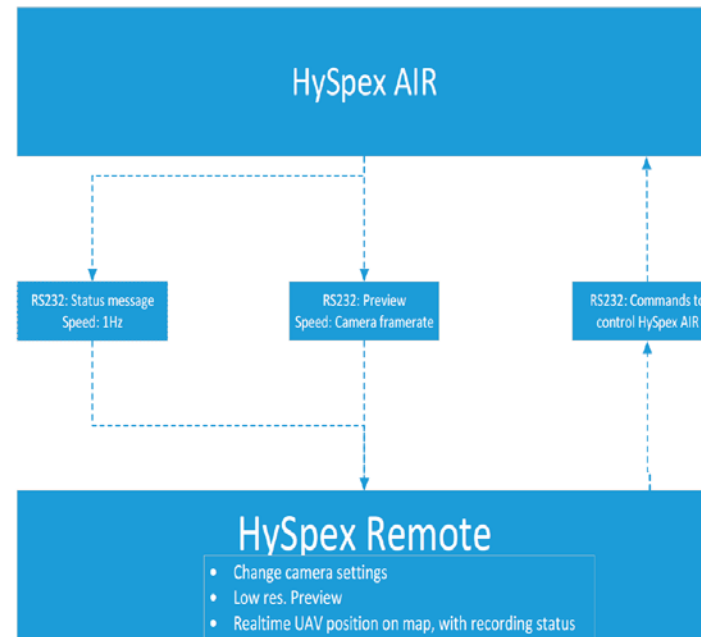 HySpex AIR
RS232: Status message
Speed: 1Hz
RS232: Preview
Speed: Camera framerate
RS232: Commands to
control HySpex AIR
HySpex Remote
• Change camera settings
• Low res. Preview
• Realtime UAV position on map, with recording status